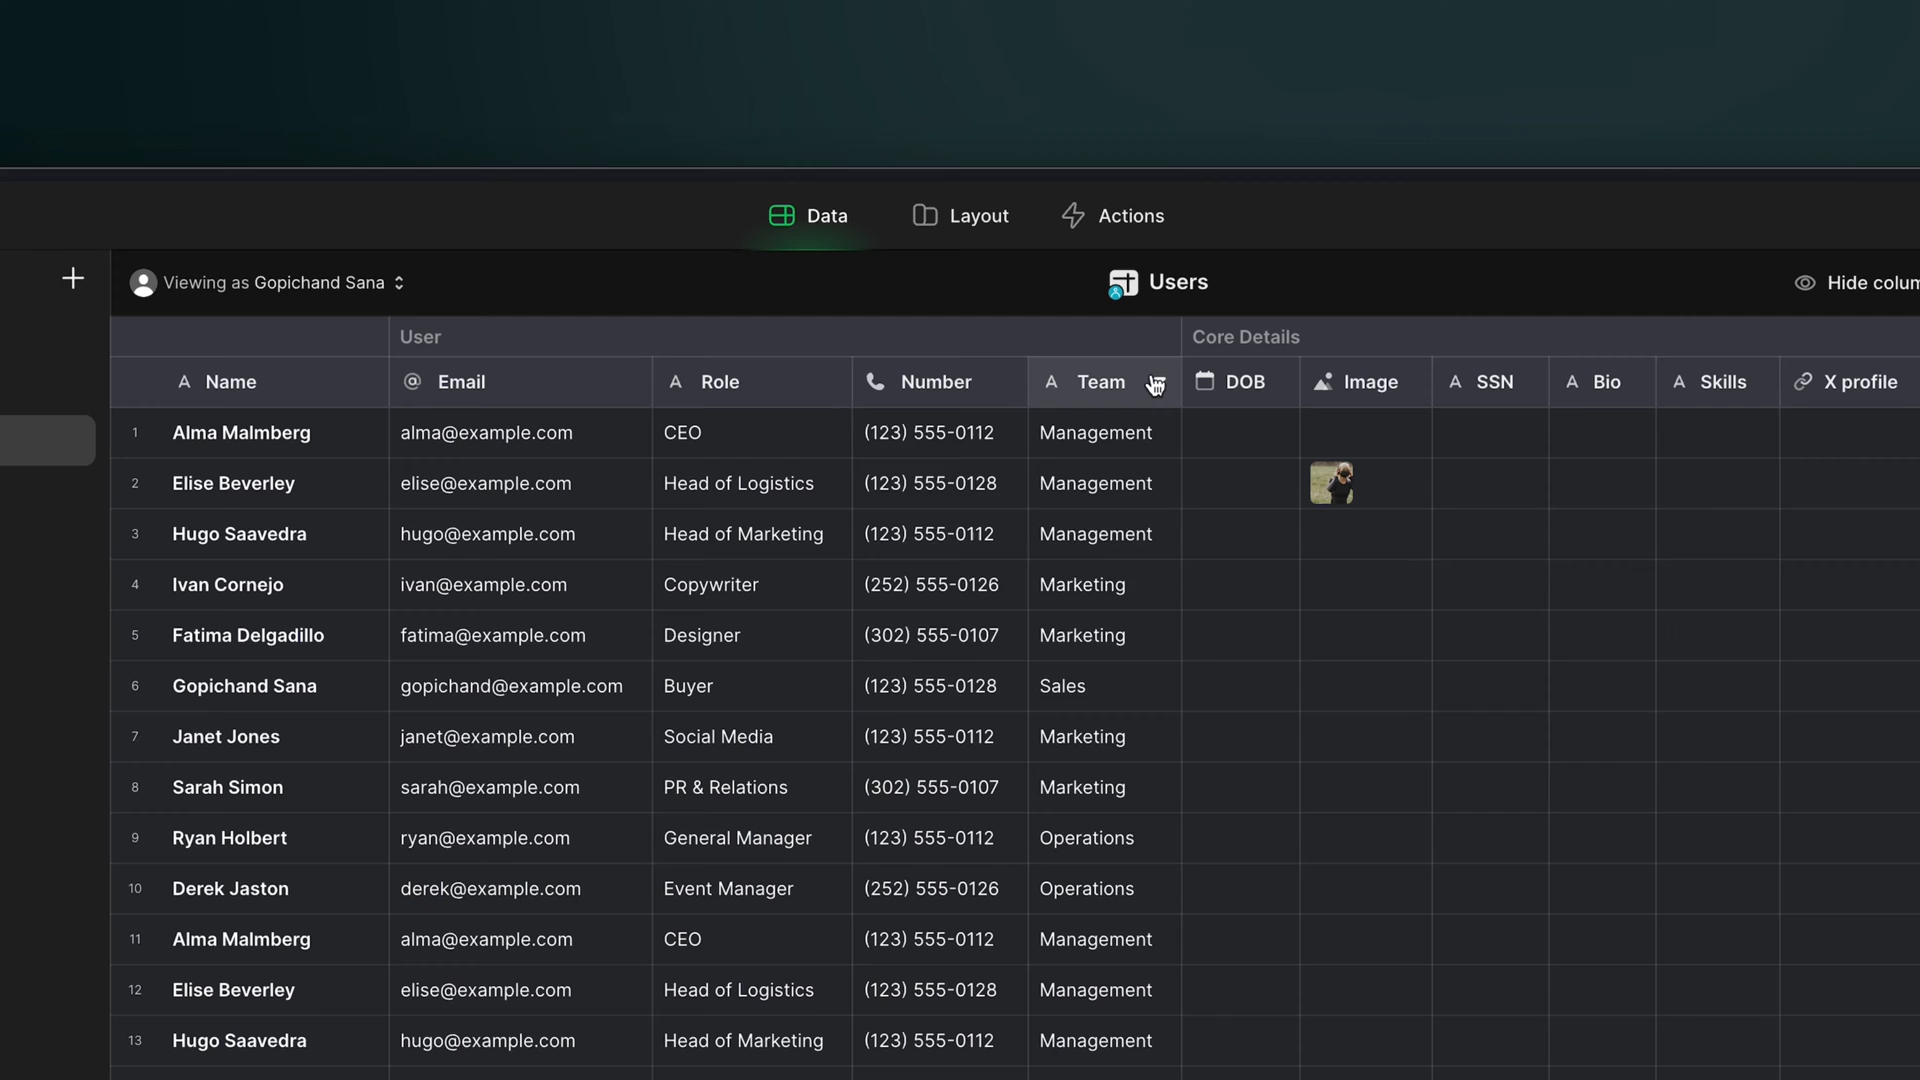 Data Layout Actions
Viewing as Gopichand Sana Users Hide colum
User Core Details
Name Email Role Number Team DOB Image SSN Bio Skills X profile
1 Alma Malmberg alma@example.com CEO (123) 555-0112 Management
2 Elise Beverley elise@example.com Head of Logistics (123) 555-0128 Management
3 Hugo Saavedra hugo@example.com Head of Marketing (123) 555-0112 Management
4 Ivan Cornejo ivan@example.com Copywriter (252) 555-0126 Marketing
5 Fatima Delgadillo fatima@example.com Designer (302) 555-0107 Marketing
6 Gopichand Sana gopichand@example.com Buyer (123) 555-0128 Sales
7 Janet Jones janet@example.com Social Media (123) 555-0112 Marketing
8 Sarah Simon sarah@example.com PR & Relations (302) 555-0107 Marketing
9 Ryan Holbert ryan@example.com General Manager (123) 555-0112 Operations
10 Derek Jaston derek@example.com Event Manager (252) 555-0126 Operations
11 Alma Malmberg alma@example.com CEO (123) 555-0112 Management
12 Elise Beverley elise@example.com Head of Logistics (123) 555-0128 Management
13 Hugo Saavedra hugo@example.com Head of Marketing (123) 555-0112 Management